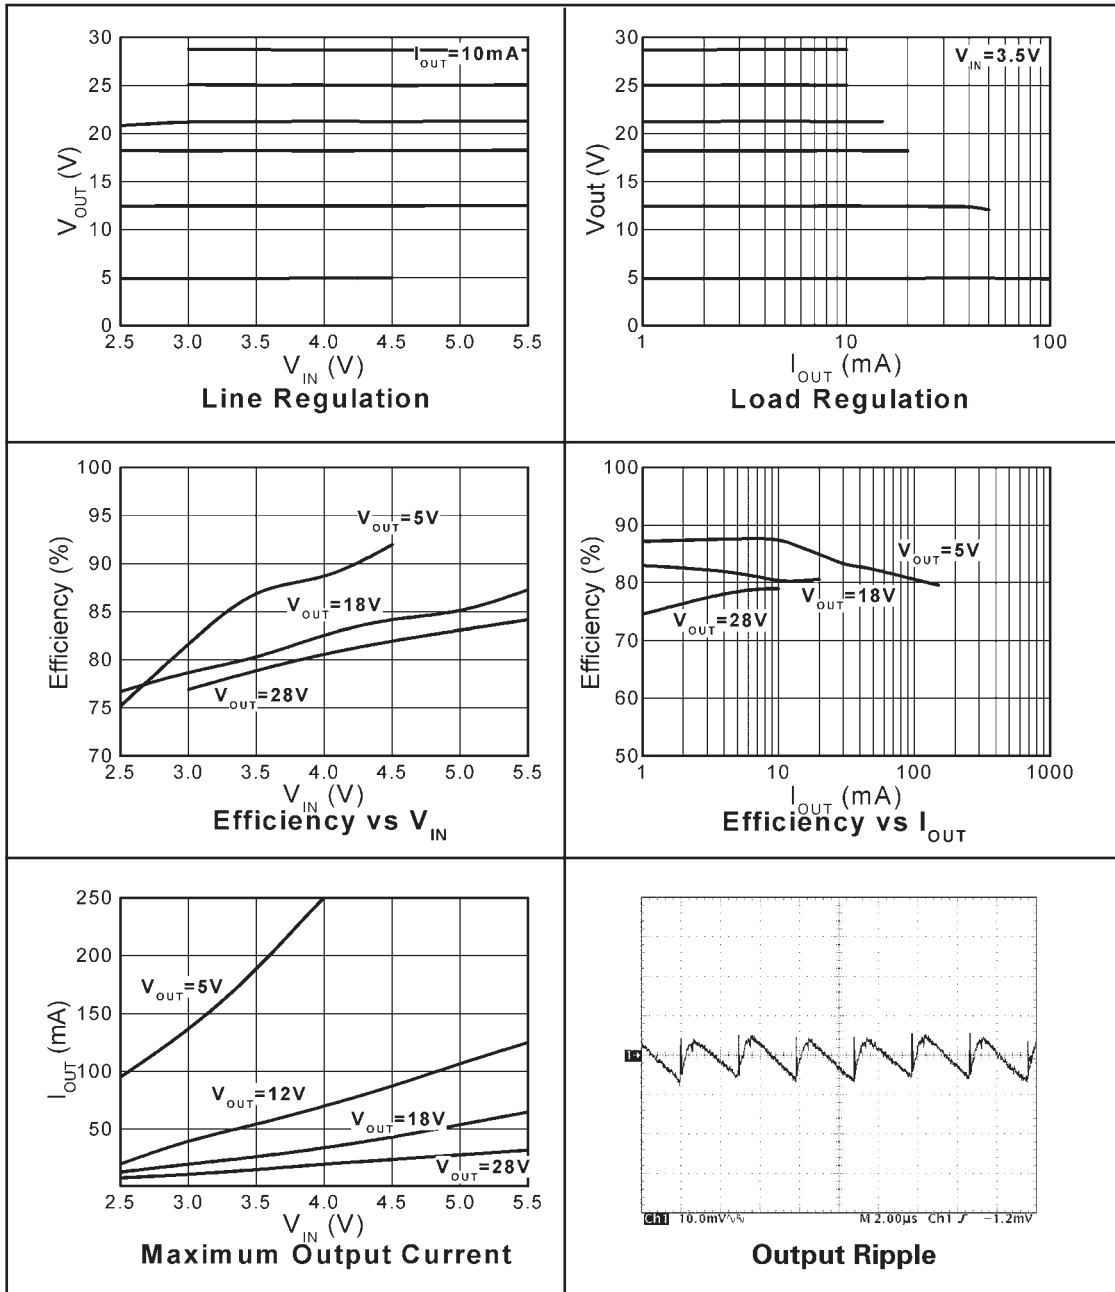 30
25
20
15
10
5
0
V_OUT (V)
I_OUT=10mA
2.5 3.0 3.5 4.0 4.5 5.0 5.5
V_IN (V)
Line Regulation
30
25
20
15
10
5
0
Vout (V)
V_IN=3.5V
1 10 100
I_OUT (mA)
Load Regulation
100
95
90
85
80
75
70
Efficiency (%)
V_OUT=5V
V_OUT=18V
V_OUT=28V
2.5 3.0 3.5 4.0 4.5 5.0 5.5
V_IN (V)
Efficiency vs V_IN
100
90
80
70
60
50
Efficiency (%)
V_OUT=5V
V_OUT=18V
V_OUT=28V
1 10 100 1000
I_OUT (mA)
Efficiency vs I_OUT
250
200
150
100
50
I_OUT (mA)
V_OUT=5V
V_OUT=12V
V_OUT=18V
V_OUT=28V
2.5 3.0 3.5 4.0 4.5 5.0 5.5
V_IN (V)
Maximum Output Current
Ch1 10.0mV M 2.00µs Ch1 -1.2mV
Output Ripple